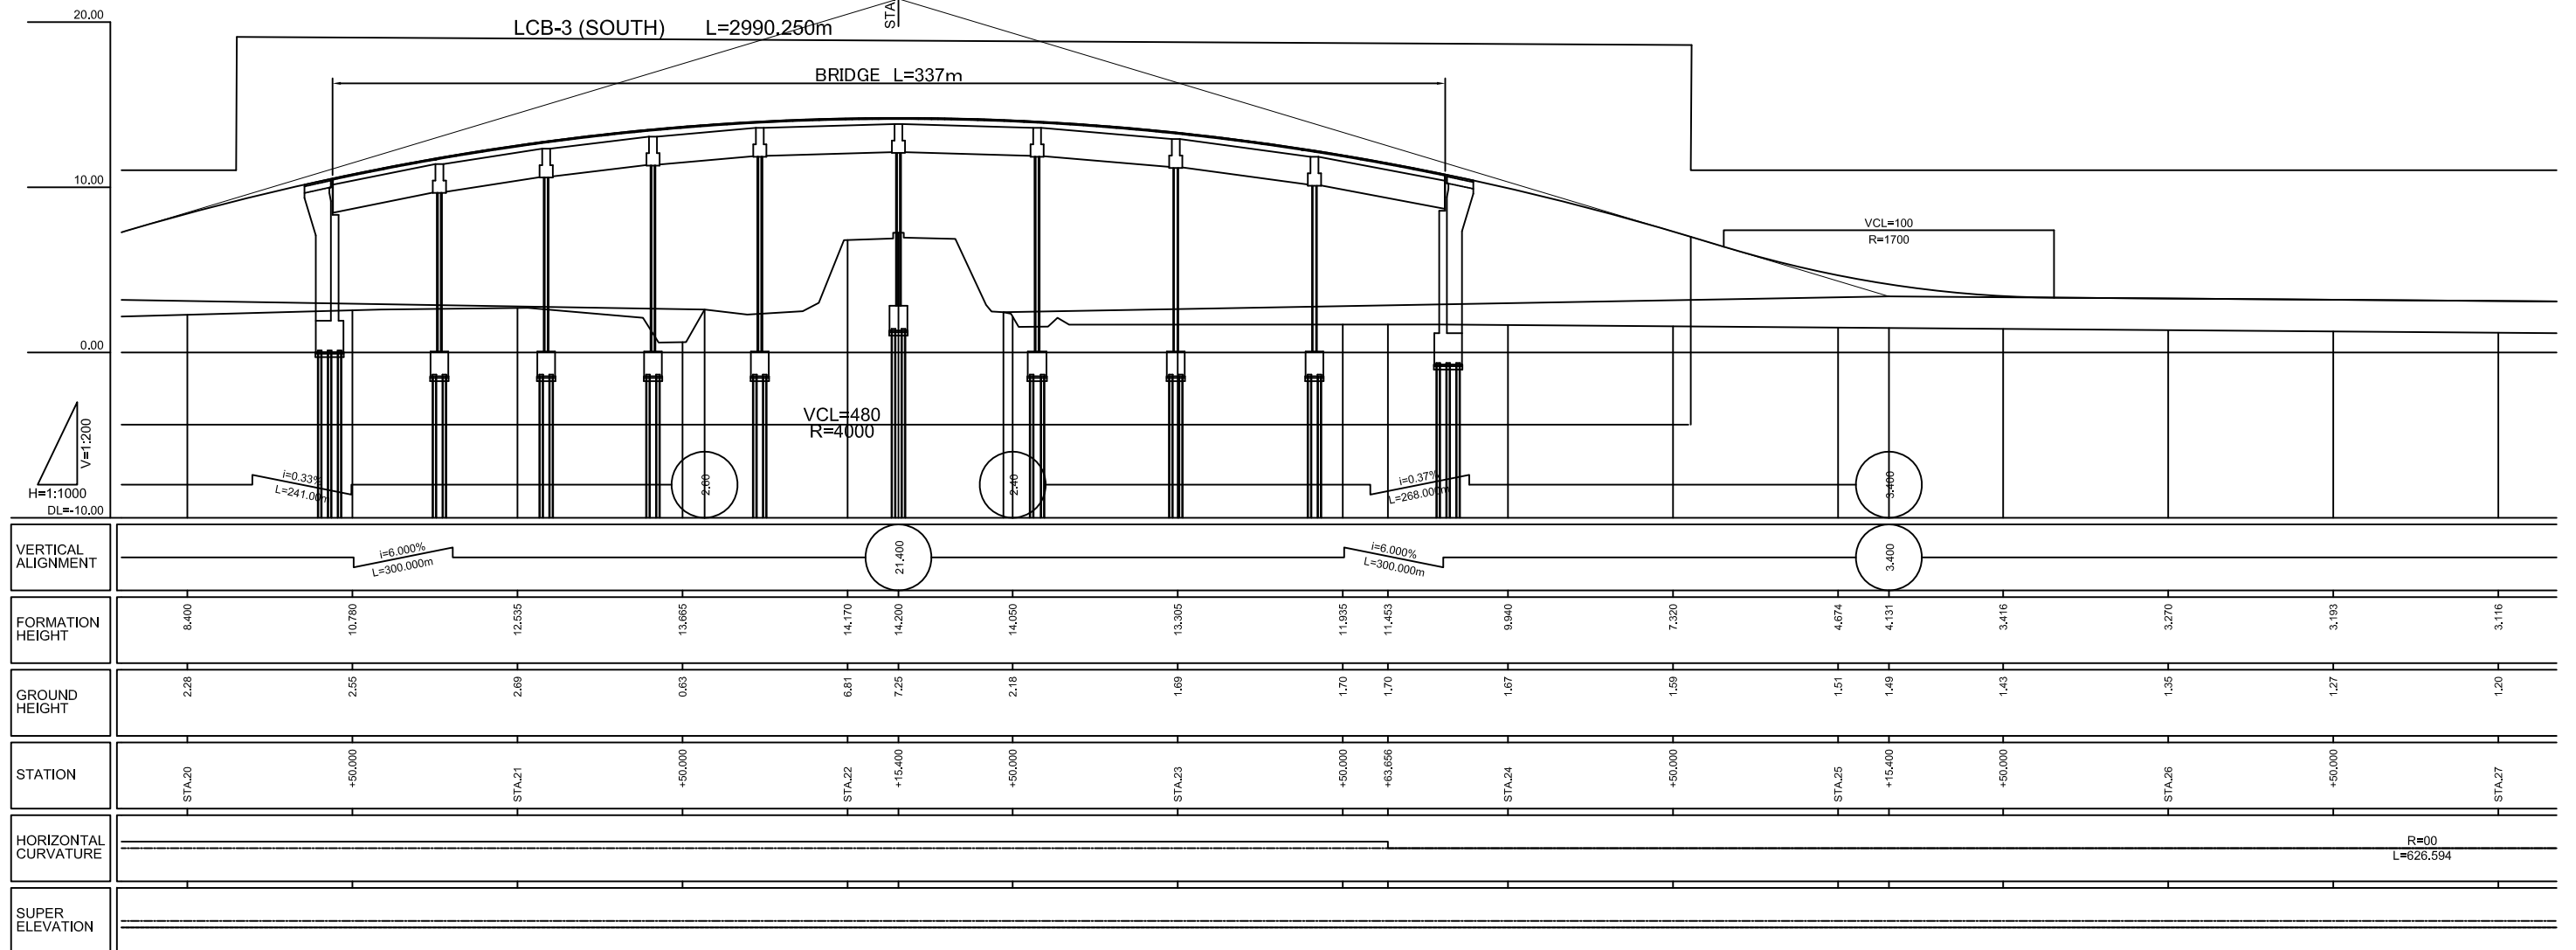 20.00
STA
LCB-3 (SOUTH) L=2990.250m
BRIDGE L=337m
10.00
VCL=100
R=1700
0.00
VCL=480
R=4000
V=1:200
H=1:1000
DL=-10.00
i=0.33%
L=241.00m
2.60
2.40
i=0.37%
L=268.000m
3.400
VERTICAL
ALIGNMENT
i=6.000%
L=300.000m
21.400
i=6.000%
L=300.000m
3.400
FORMATION
HEIGHT
8.400 10.780 12.535 13.665 14.170 14.200 14.050 13.305 11.935 11.453 9.940 7.320 4.674 4.131 3.416 3.270 3.193 3.116
GROUND
HEIGHT
2.28 2.55 2.69 0.63 6.81 7.25 2.18 1.69 1.70 1.70 1.67 1.59 1.51 1.49 1.43 1.35 1.27 1.20
STATION
STA.20 +50.000 STA.21 +50.000 STA.22 +15.400 +50.000 STA.23 +50.000 +63.656 STA.24 +50.000 STA.25 +15.400 +50.000 STA.26 +50.000 STA.27
HORIZONTAL
CURVATURE
R=00
L=626.594
SUPER
ELEVATION